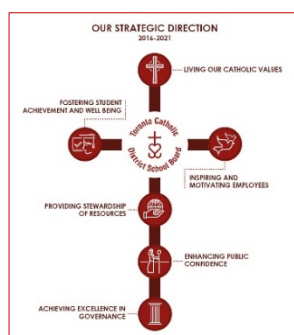 OUR STRATEGIC DIRECTION
2016-2021
LIVING OUR CATHOLIC VALUES
FOSTERING STUDENT
ACHIEVEMENT AND WELL BEING
Toronto Catholic
District School Board
INSPIRING AND
MOTIVATING EMPLOYEES
PROVIDING STEWARDSHIP
OF RESOURCES
ENHANCING PUBLIC
CONFIDENCE
ACHIEVING EXCELLENCE IN
GOVERNANCE